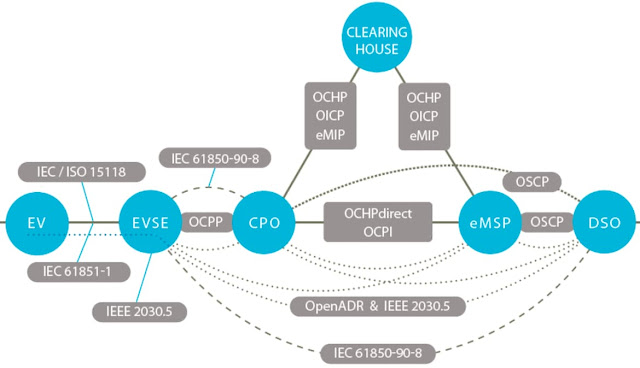 CLEARING
HOUSE
OCHP
OICP
eMIP
OCHP
OICP
eMIP
IEC 61850-90-8
IEC / ISO 15118
OSCP
EV
EVSE
OCPP
CPO
OCHPdirect
OCPI
eMSP
OSCP
DSO
IEC 61851-1
IEEE 2030.5
OpenADR & IEEE 2030.5
IEC 61850-90-8